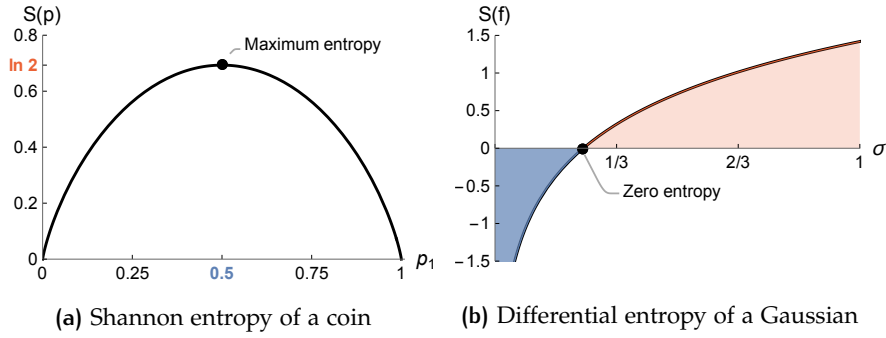 S(p)
0.8
ln 2
0.6
0.4
0.2
0
Maximum entropy
0
0.25
0.5
0.75
1
p₁
(a) Shannon entropy of a coin
S(f)
1.5
1
0.5
0
−0.5
−1
−1.5
1/3
2/3
1
σ
Zero entropy
(b) Differential entropy of a Gaussian